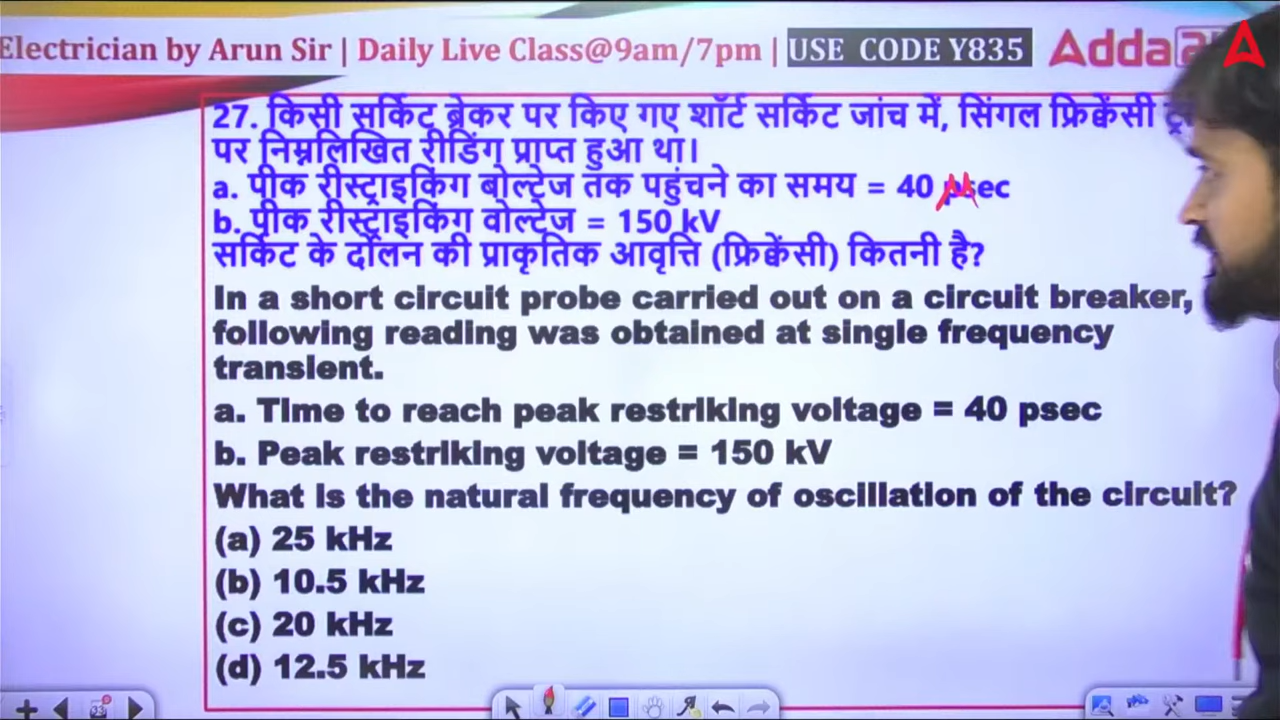 Electrician by Arun Sir | Daily Live Class@9am/7pm | USE CODE Y835 Adda
27. किसी सर्किट ब्रेकर पर किए गए शॉर्ट सर्किट जांच में, सिंगल फ्रिक्वेंसी
पर निम्नलिखित रीडिंग प्राप्त हुआ था।
a. पीक रीस्ट्राइकिंग बोल्टेज तक पहुंचने का समय = 40 μsec
b. पीक रीस्ट्राइकिंग वोल्टेज = 150 kV
सर्किट के दोलन की प्राकृतिक आवृत्ति (फ्रिक्वेंसी) कितनी है?
In a short circuit probe carried out on a circuit breaker,
following reading was obtained at single frequency
transient.
a. Time to reach peak restriking voltage = 40 psec
b. Peak restriking voltage = 150 kV
What is the natural frequency of oscillation of the circuit?
(a) 25 kHz
(b) 10.5 kHz
(c) 20 kHz
(d) 12.5 kHz
33